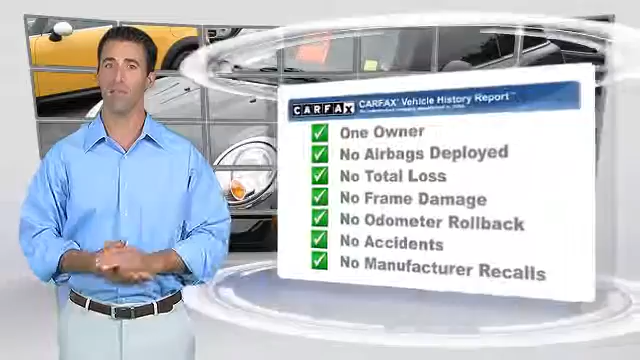 CARFAX CARFAX Vehicle History Report™
One Owner
No Airbags Deployed
No Total Loss
No Frame Damage
No Odometer Rollback
No Accidents
No Manufacturer Recalls